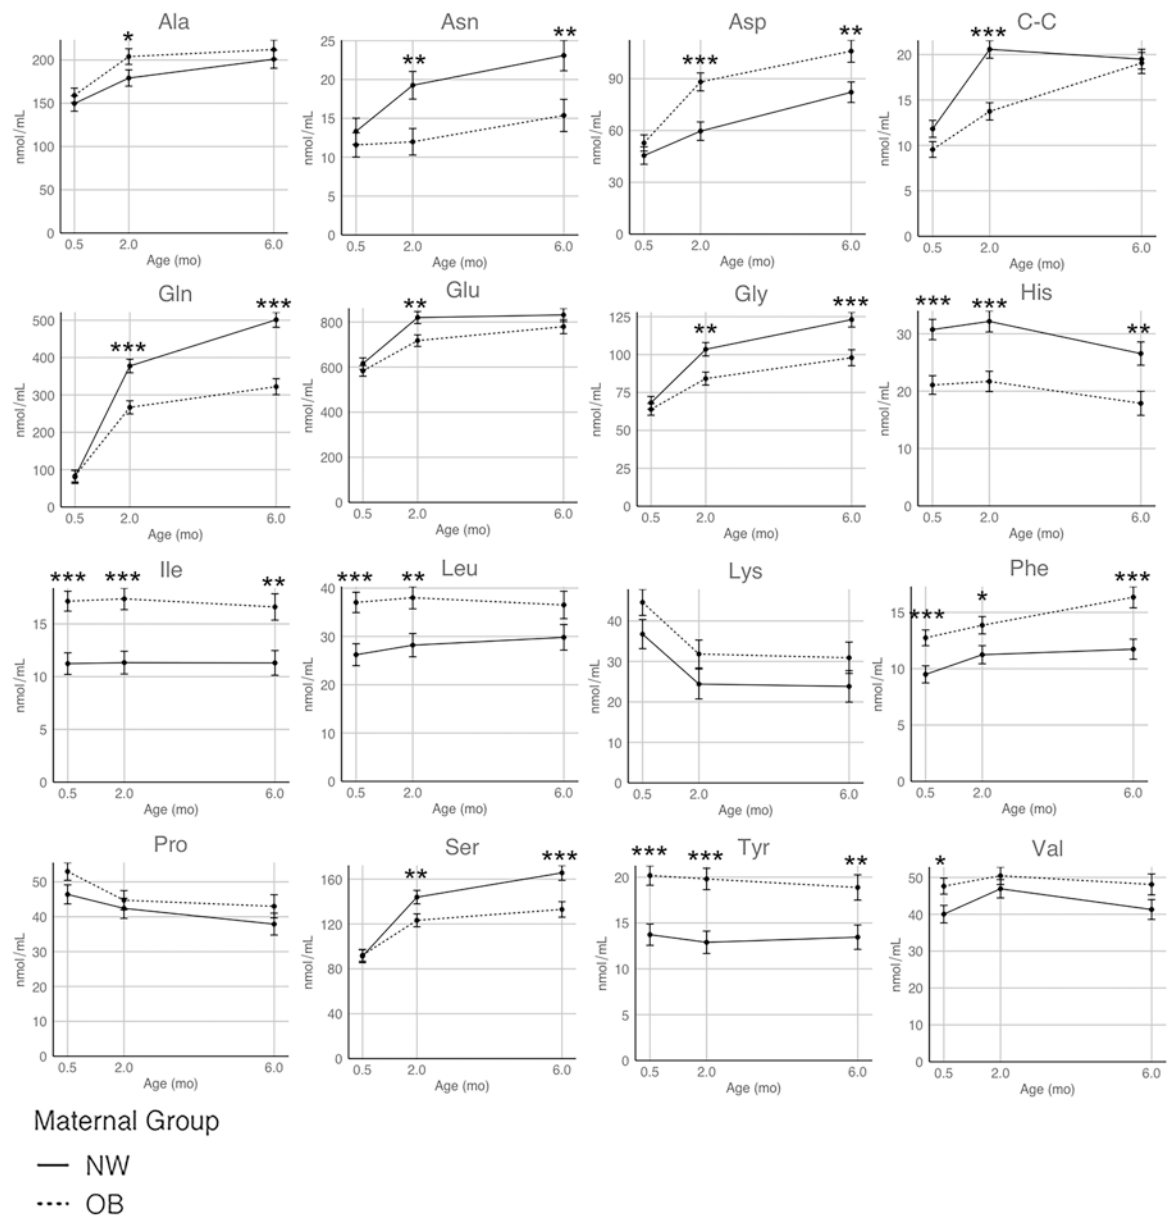 Ala
Asn
Asp
C-C
*
**
**
***
**
***
nmol/mL
200
150
100
50
0
0.5 2.0 6.0
Age (mo)
nmol/mL
25
20
15
10
5
0
0.5 2.0 6.0
Age (mo)
nmol/mL
90
60
30
0
0.5 2.0 6.0
Age (mo)
nmol/mL
20
15
10
5
0
0.5 2.0 6.0
Age (mo)
Gln
Glu
Gly
His
***
***
**
**
***
***
***
**
nmol/mL
500
400
300
200
100
0
0.5 2.0 6.0
Age (mo)
nmol/mL
800
600
400
200
0
0.5 2.0 6.0
Age (mo)
nmol/mL
125
100
75
50
25
0
0.5 2.0 6.0
Age (mo)
nmol/mL
30
20
10
0
0.5 2.0 6.0
Age (mo)
Ile
Leu
Lys
Phe
***
***
**
***
**
***
*
***
nmol/mL
15
10
5
0
0.5 2.0 6.0
Age (mo)
nmol/mL
40
30
20
10
0
0.5 2.0 6.0
Age (mo)
nmol/mL
40
30
20
10
0
0.5 2.0 6.0
Age (mo)
nmol/mL
15
10
5
0
0.5 2.0 6.0
Age (mo)
Pro
Ser
Tyr
Val
**
***
***
***
**
*
nmol/mL
50
40
30
20
10
0
0.5 2.0 6.0
Age (mo)
nmol/mL
160
120
80
40
0
0.5 2.0 6.0
Age (mo)
nmol/mL
20
15
10
5
0
0.5 2.0 6.0
Age (mo)
nmol/mL
50
40
30
20
10
0
0.5 2.0 6.0
Age (mo)
Maternal Group
NW
OB